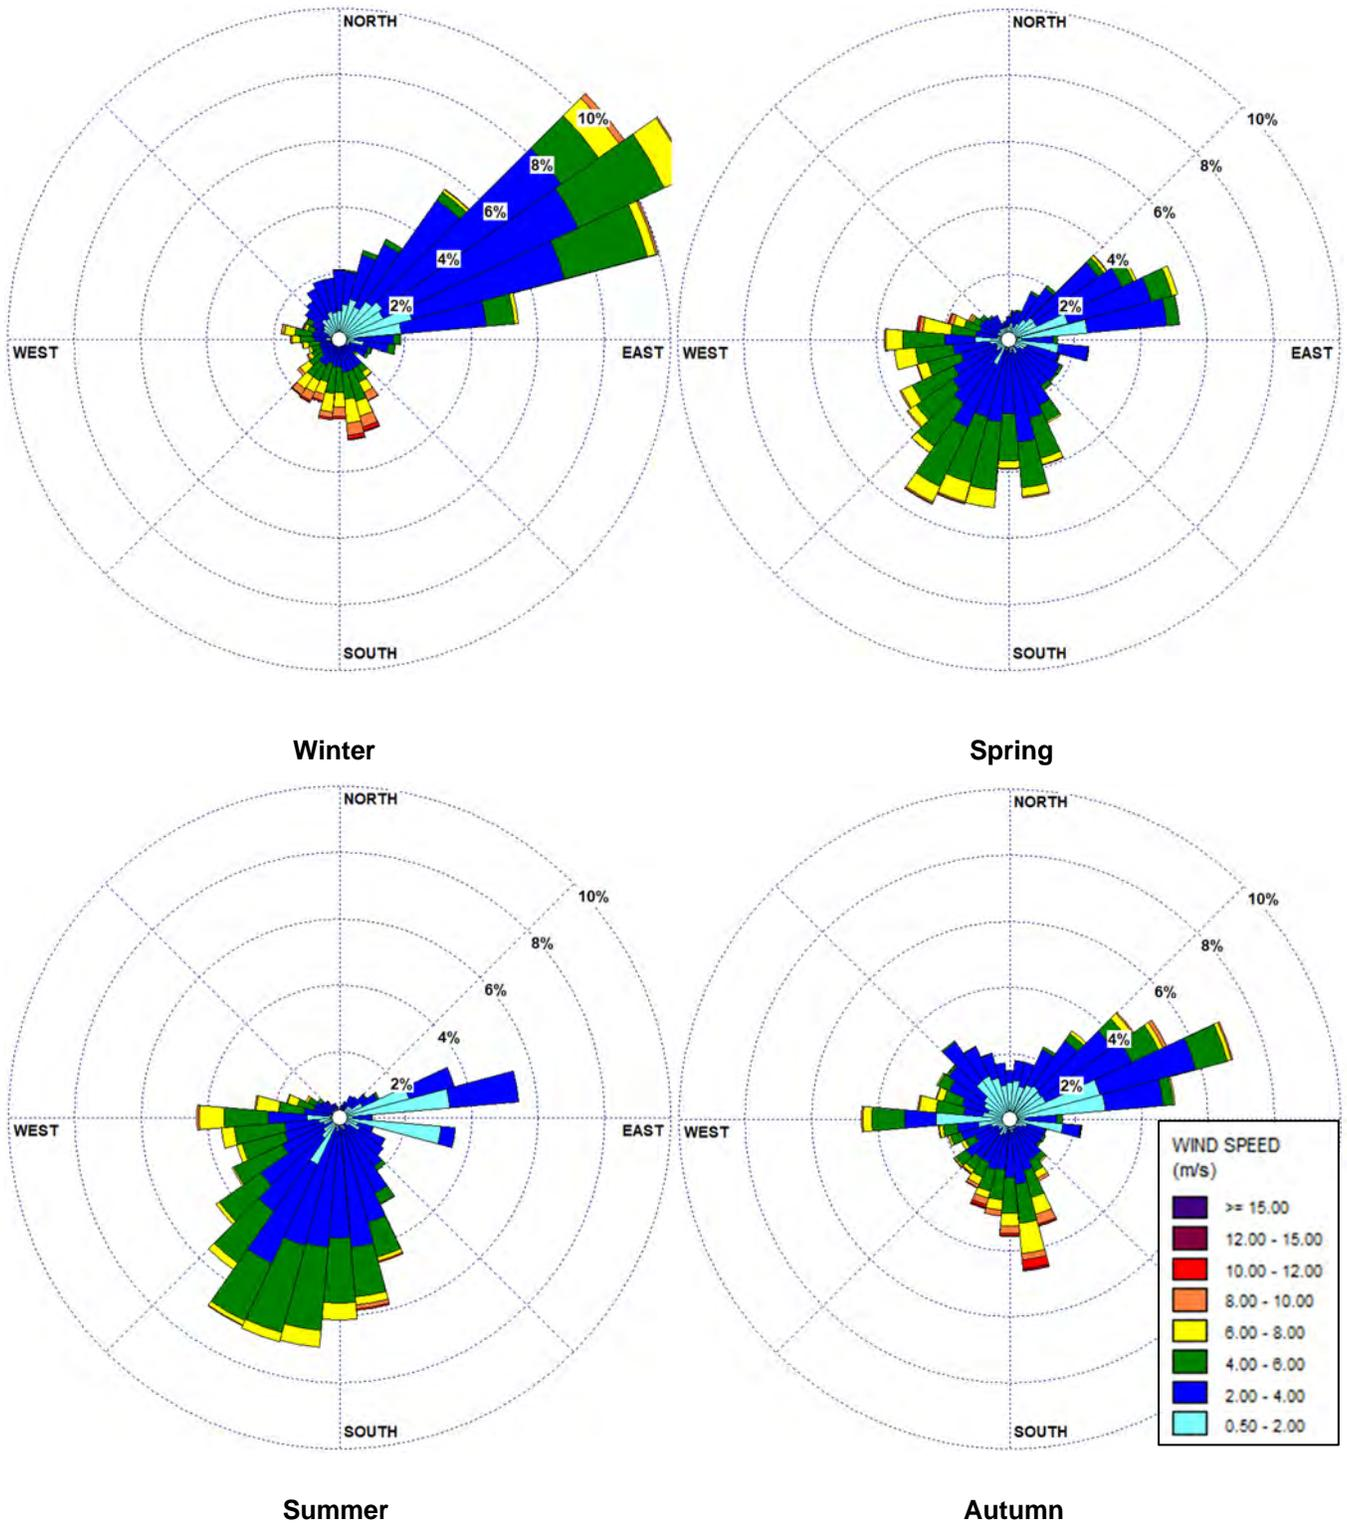 NORTH
10%
8%
6%
4%
2%
WEST
EAST
SOUTH
Winter
NORTH
10%
8%
6%
4%
2%
WEST
EAST
SOUTH
Spring
NORTH
10%
8%
6%
4%
2%
WEST
EAST
SOUTH
Summer
NORTH
10%
8%
6%
4%
2%
WEST
SOUTH
Autumn
WIND SPEED
(m/s)
>= 15.00
12.00 - 15.00
10.00 - 12.00
8.00 - 10.00
6.00 - 8.00
4.00 - 6.00
2.00 - 4.00
0.50 - 2.00